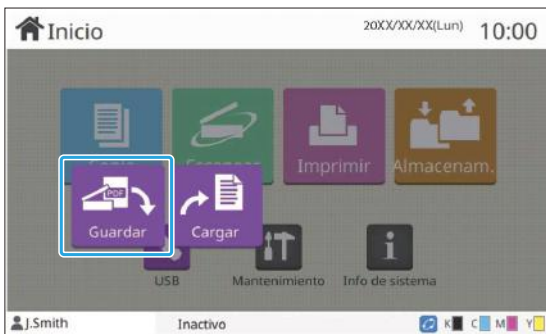 Inicio
20XX/XX/XX(Lun) 10:00
Imprimir Almacenam.
PDF
Guardar Cargar
USB Mantenimiento Info de sistema
J.Smith Inactivo K C M Y